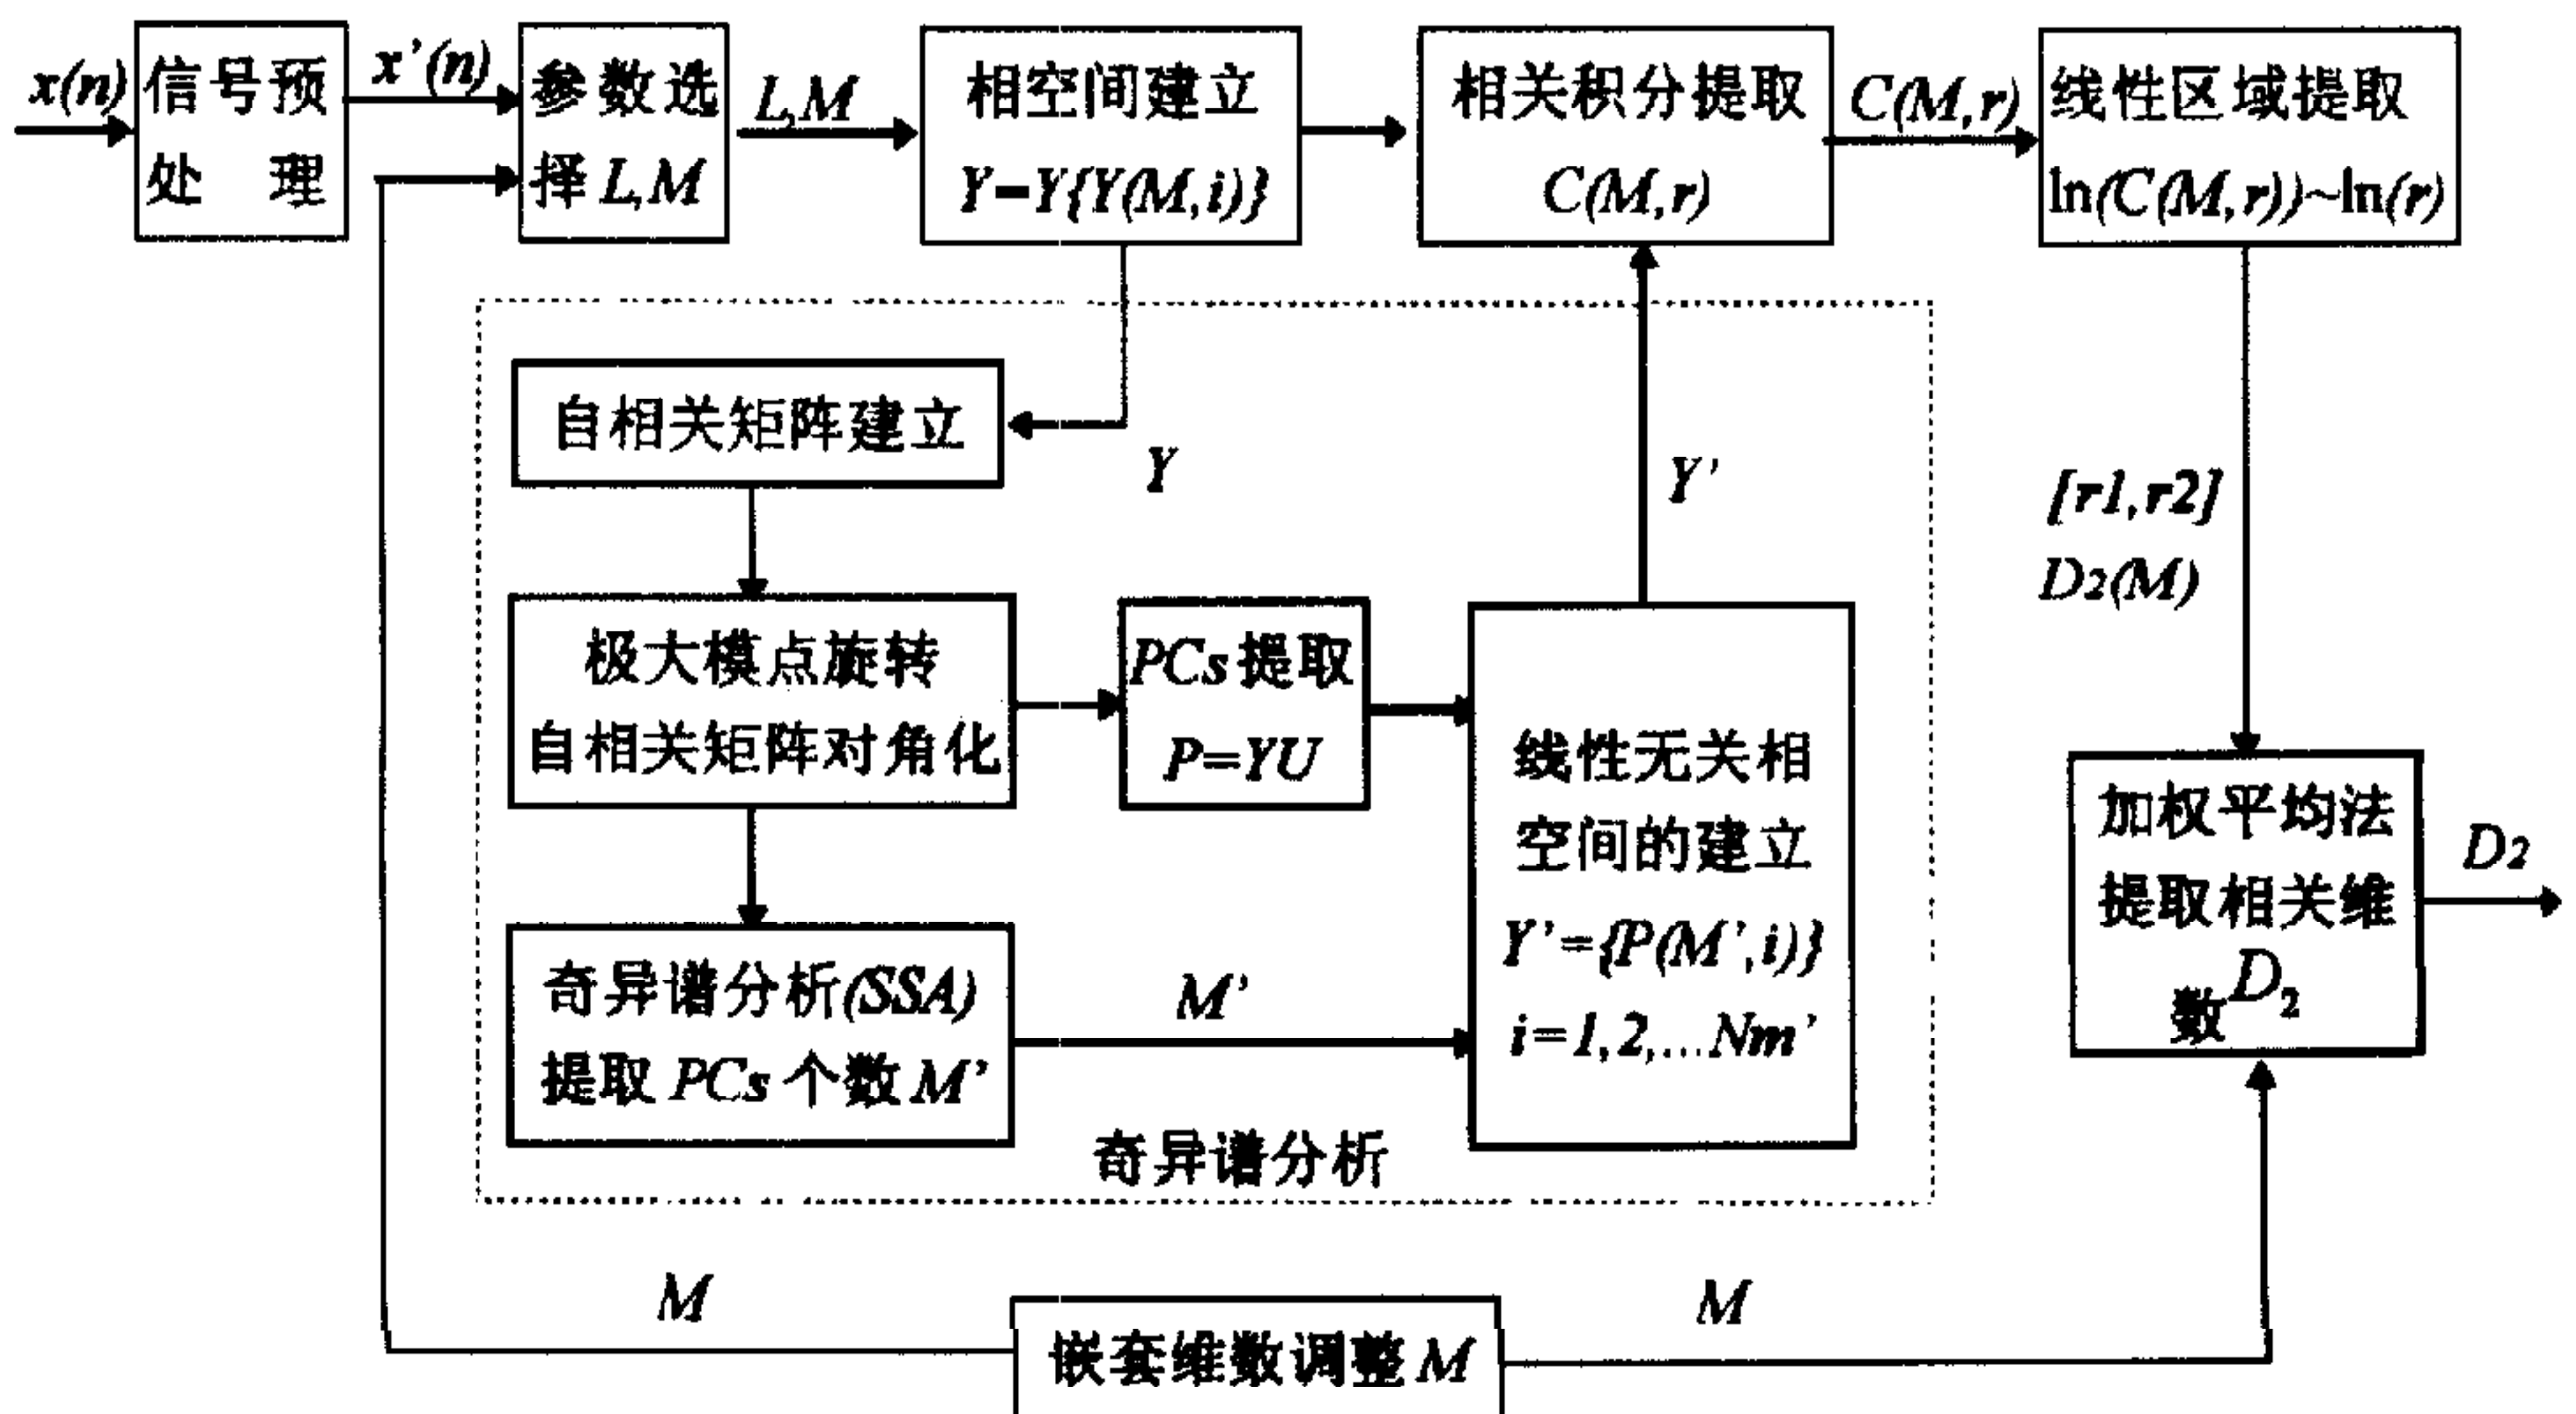 x(n)
信号预
处 理
x'(n)
参数选
择 L,M
L,M
相空间建立
Y=Y{Y(M,i)}
相关积分提取
C(M,r)
C(M,r)
线性区域提取
ln(C(M,r))~ln(r)
自相关矩阵建立
Y
Y'
[r1,r2]
D2(M)
极大模点旋转
自相关矩阵对角化
PCs提取
P=YU
线性无关相
空间的建立
Y'={P(M',i)}
i=1,2,...Nm'
奇异谱分析(SSA)
提取 PCs 个数 M'
M'
奇异谱分析
加权平均法
提取相关维
数D2
D2
M
嵌套维数调整 M
M